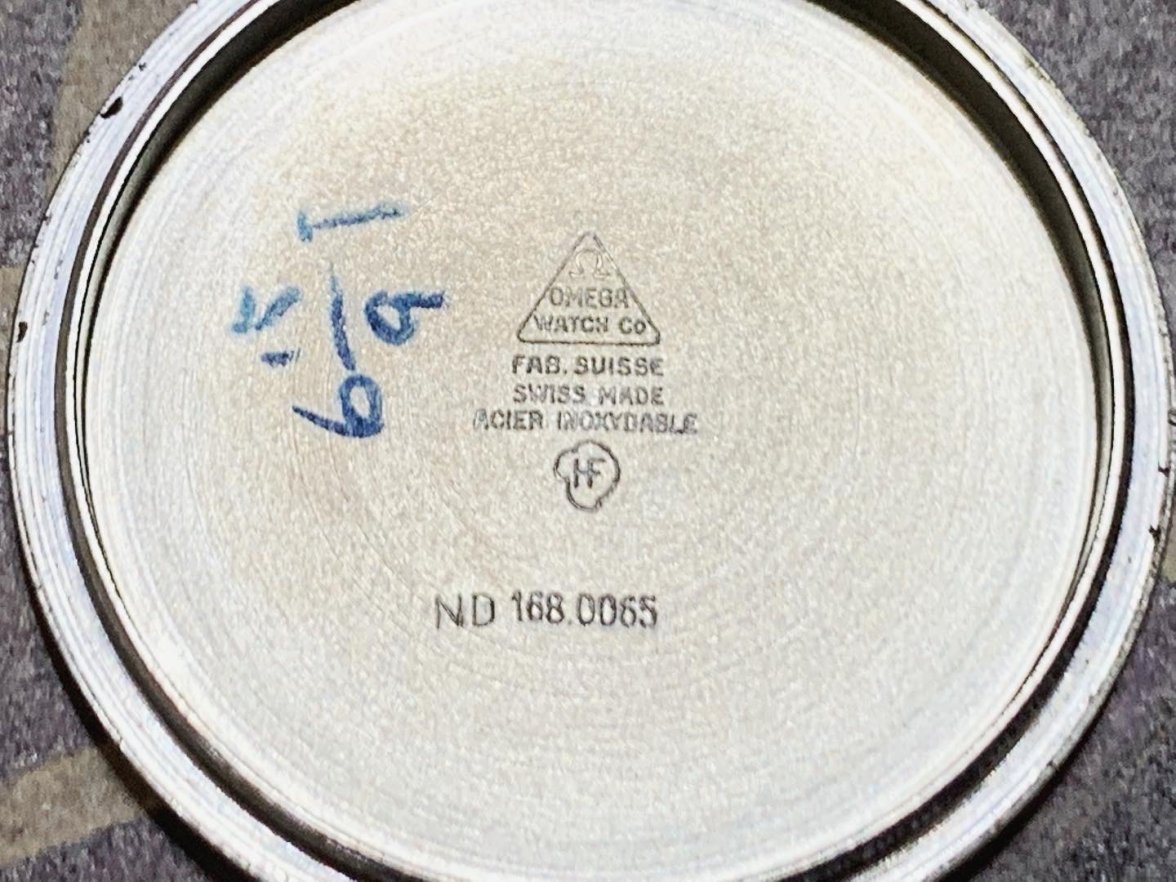 Ω
OMEGA
WATCH Co
FAB. SUISSE
SWISS MADE
ACIER INOXYDABLE
HF
ND 168.0065